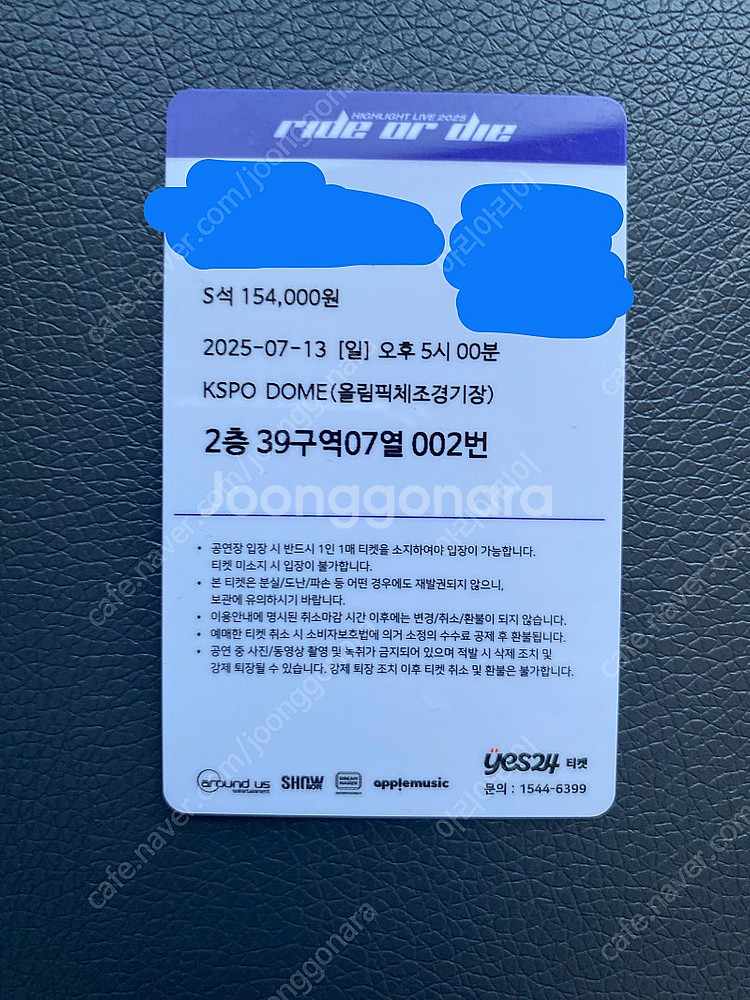 HIGHLIGHT LIVE 2025
ride or die
S석 154,000원
2025-07-13 [일] 오후 5시 00분
KSPO DOME(올림픽체조경기장)
2층 39구역07열 002번
Joonggonara
• 공연장 입장 시 반드시 1인 1매 티켓을 소지하여야 입장이 가능합니다.
티켓 미소지 시 입장이 불가합니다.
• 본 티켓은 분실/도난/파손 등 어떤 경우에도 재발권되지 않으니,
보관에 유의하시기 바랍니다.
• 이용안내에 명시된 취소마감 시간 이후에는 변경/취소/환불이 되지 않습니다.
• 예매한 티켓 취소 시 소비자보호법에 의거 소정의 수수료 공제 후 환불됩니다.
• 공연 중 사진/동영상 촬영 및 녹취가 금지되어 있으며 적발 시 삭제 조치 및
강제 퇴장될 수 있습니다. 강제 퇴장 조치 이후 티켓 취소 및 환불은 불가합니다.
yes24 티켓
문의 : 1544-6399
around us
entertainment
SHOW
NOTE
DREAM
MAKER
applemusic
cafe.naver.com/joonggonara